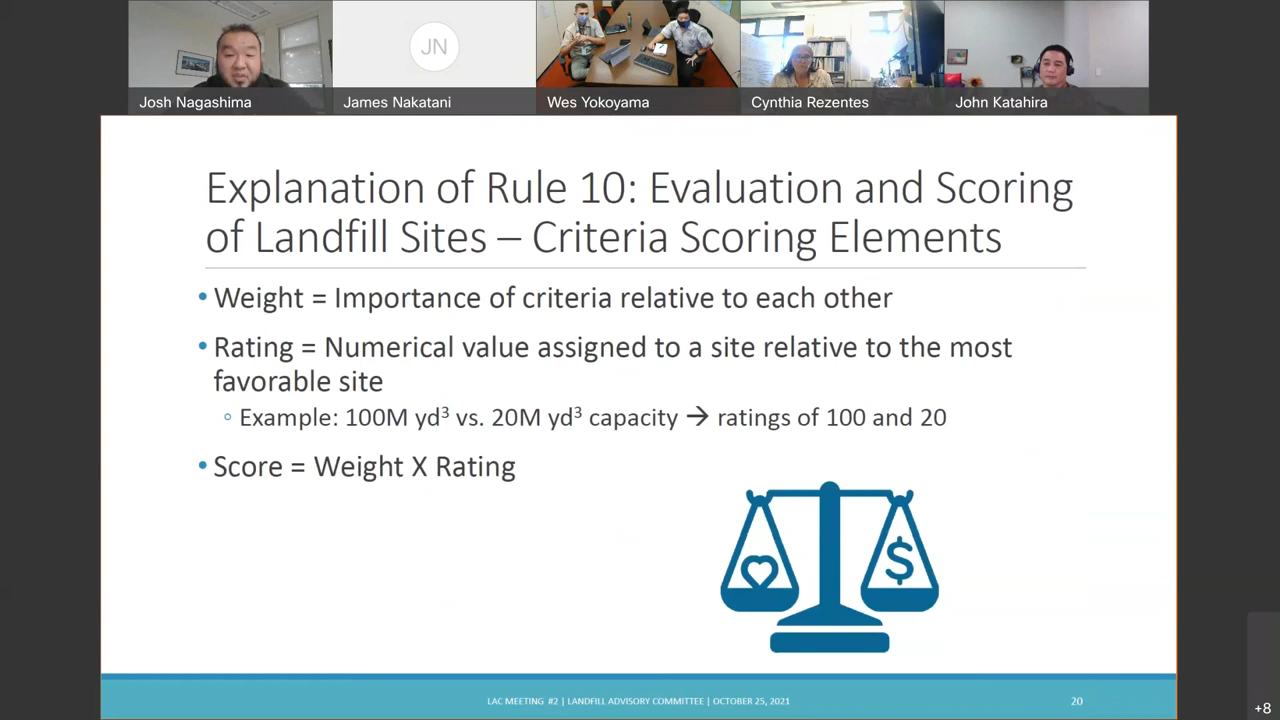 JN
Josh Nagashima
James Nakatani
Wes Yokoyama
Cynthia Rezentes
John Katahira
Explanation of Rule 10: Evaluation and Scoring
of Landfill Sites – Criteria Scoring Elements
• Weight = Importance of criteria relative to each other
• Rating = Numerical value assigned to a site relative to the most
favorable site
◦ Example: 100M yd³ vs. 20M yd³ capacity → ratings of 100 and 20
• Score = Weight X Rating
$
LAC MEETING #2 | LANDFILL ADVISORY COMMITTEE | OCTOBER 25, 2021
20
+8